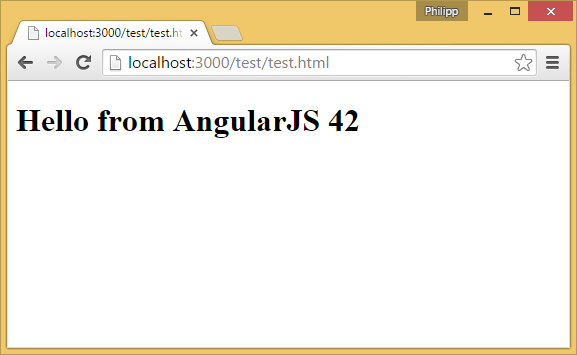 Philipp
localhost:3000/test/test.ht
localhost:3000/test/test.html
Hello from AngularJS 42